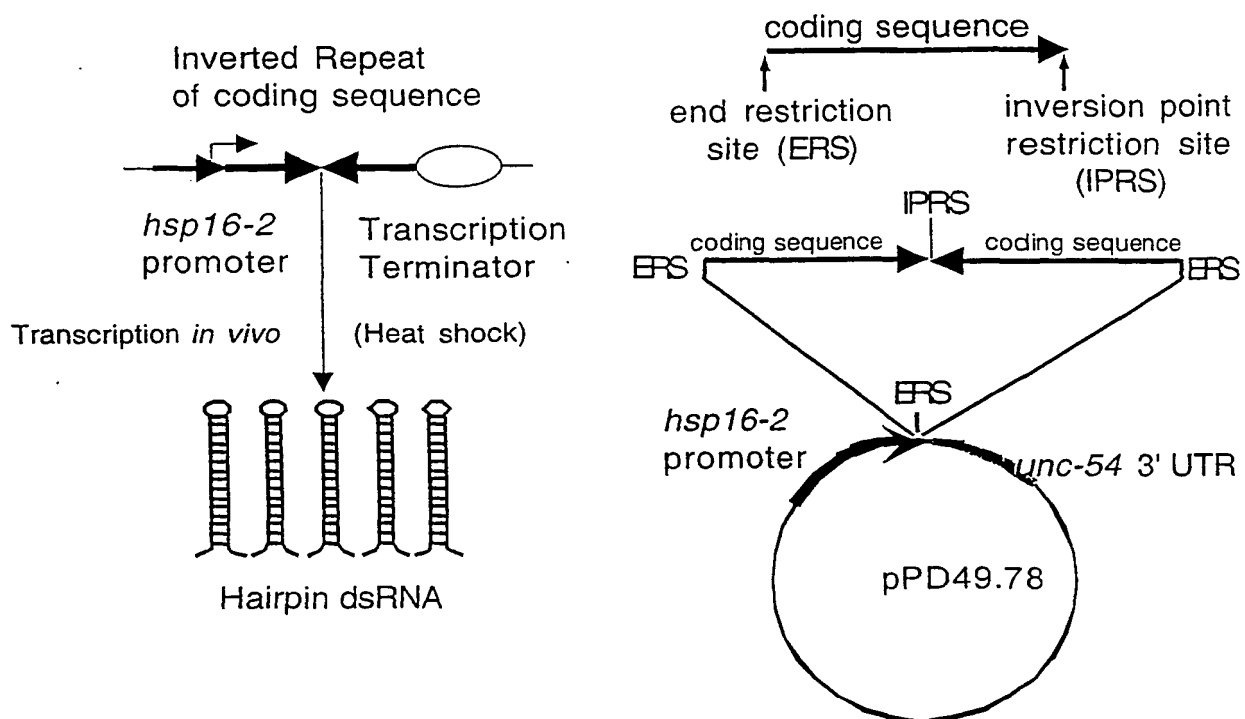 Inverted Repeat
of coding sequence
hsp16-2
promoter
Transcription
Terminator
Transcription in vivo
(Heat shock)
Hairpin dsRNA
coding sequence
end restriction
site (ERS)
inversion point
restriction site
(IPRS)
IPRS
coding sequence
coding sequence
ERS
ERS
ERS
hsp16-2
promoter
unc-54 3' UTR
pPD49.78